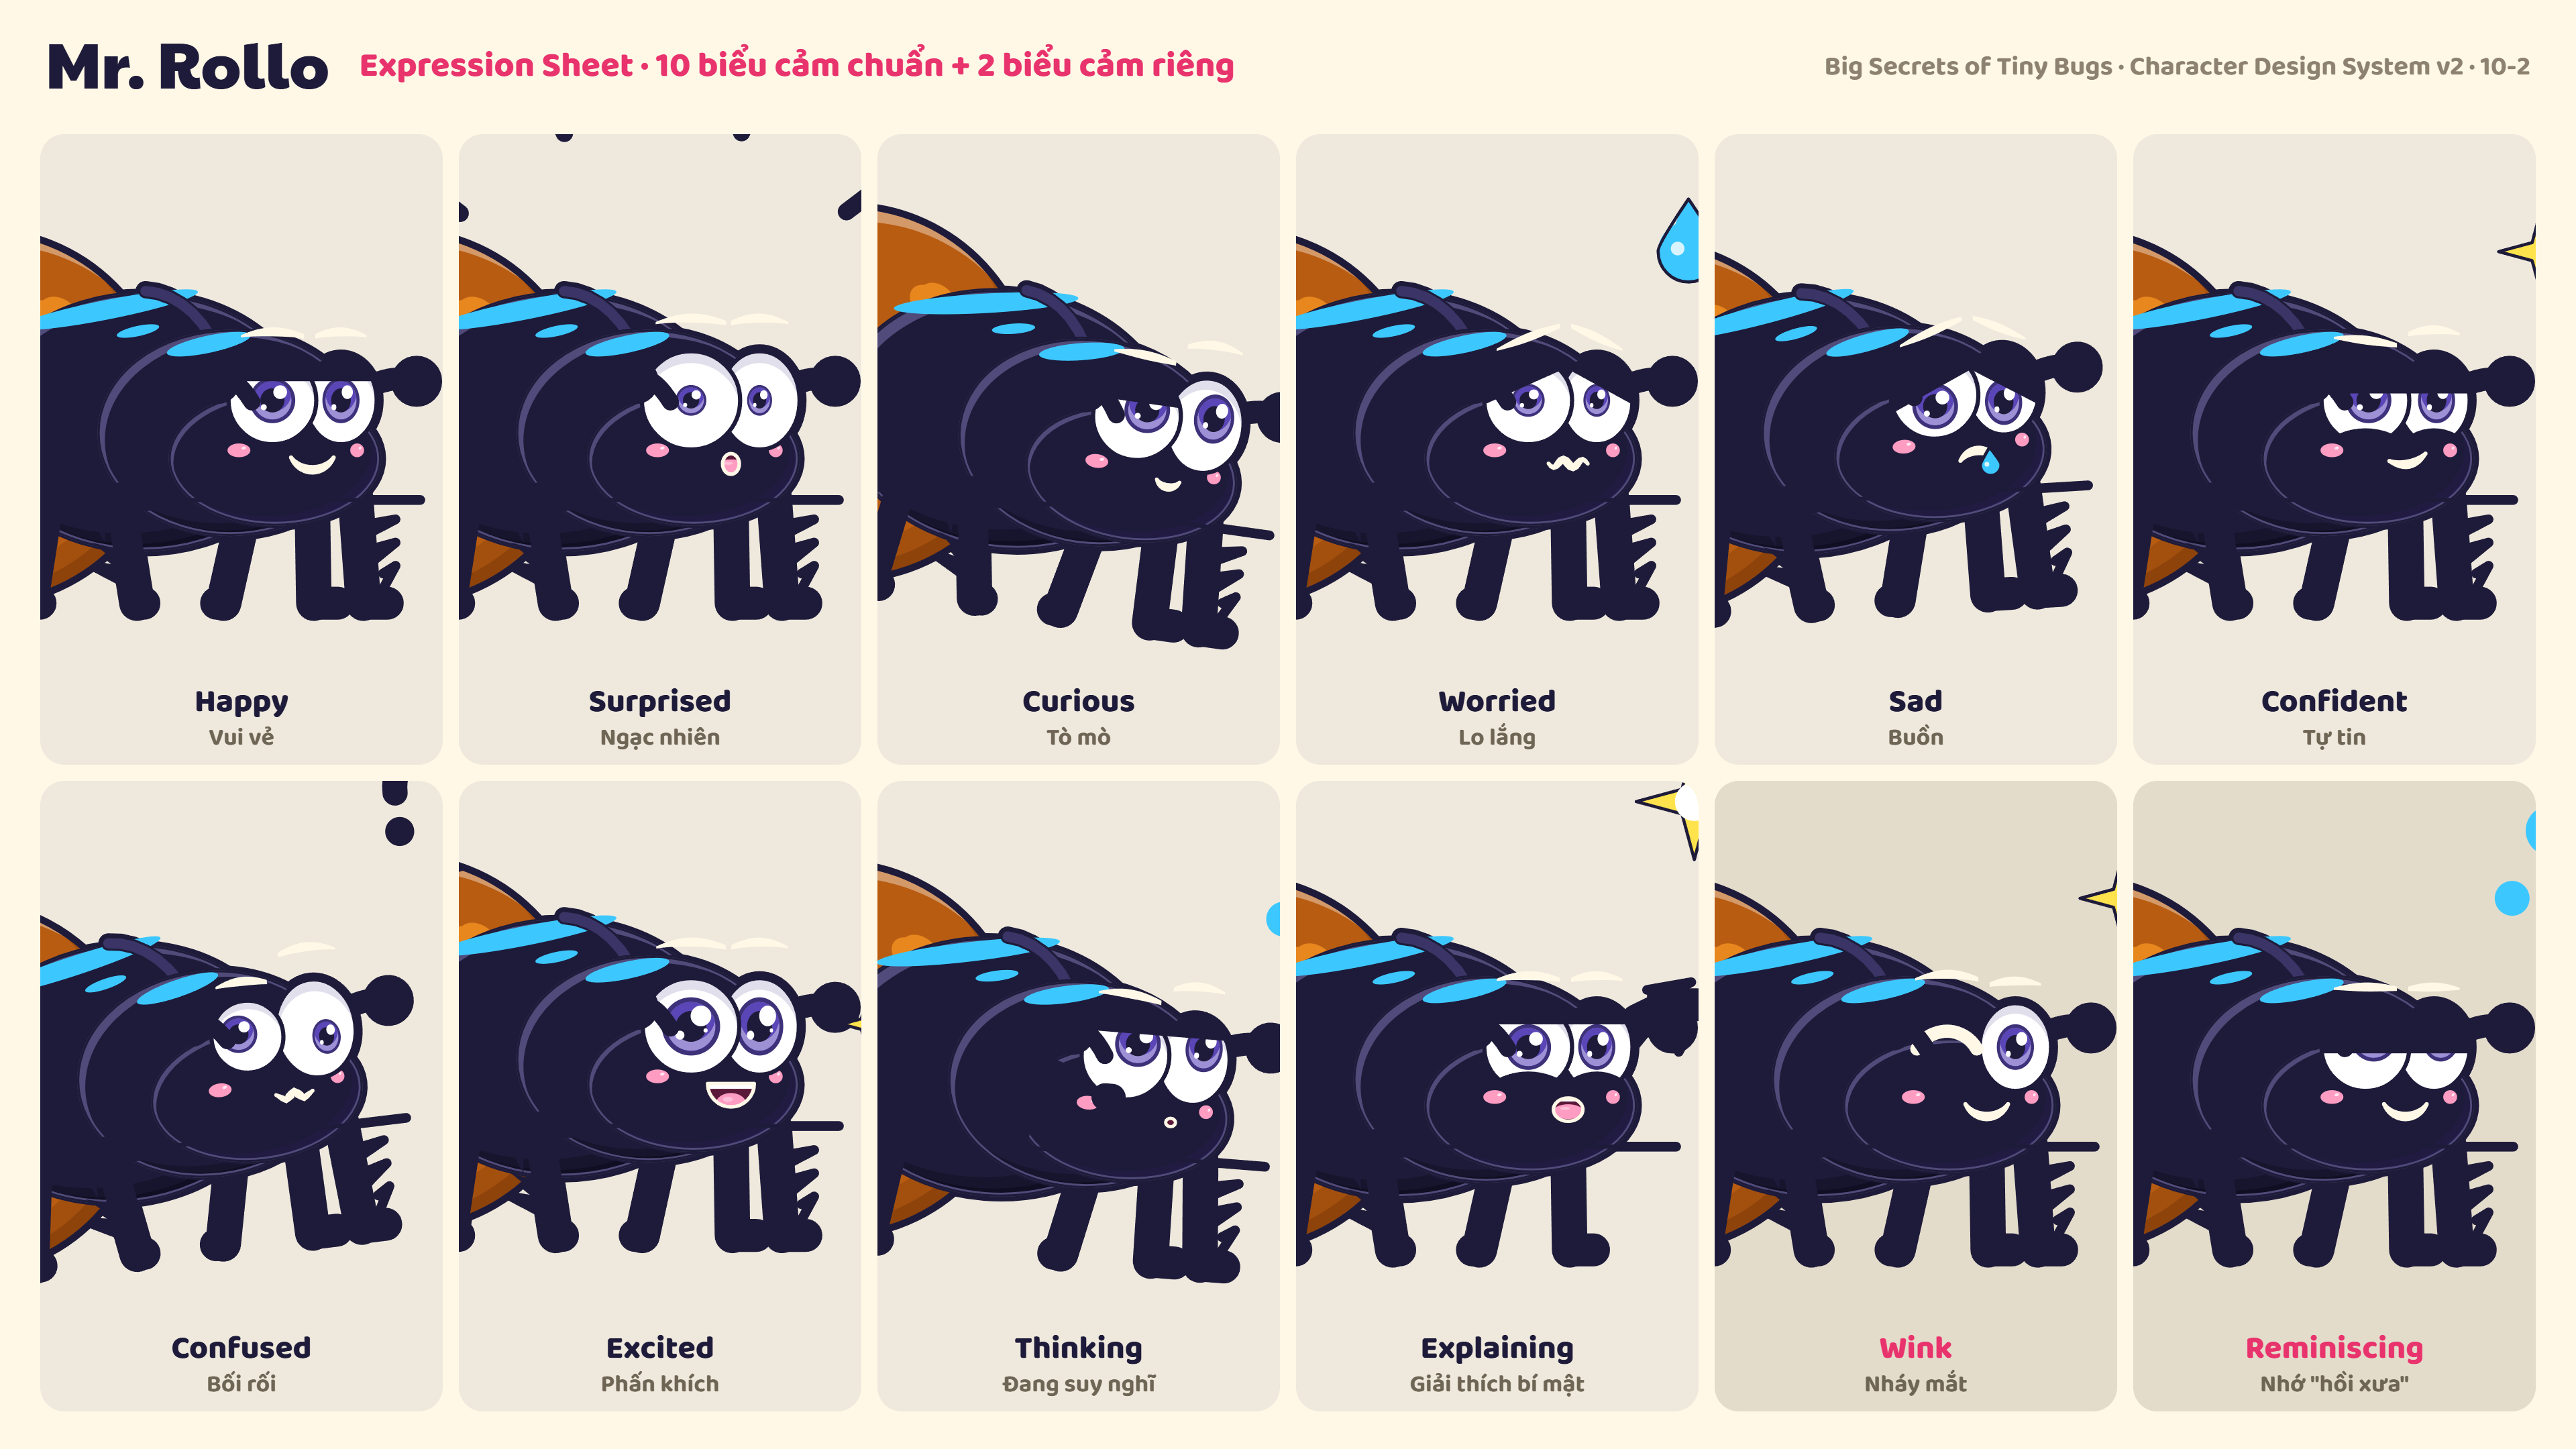 Mr. Rollo
Expression Sheet · 10 biểu cảm chuẩn + 2 biểu cảm riêng
Big Secrets of Tiny Bugs · Character Design System v2 · 10-2
Happy
Vui vẻ
Surprised
Ngạc nhiên
Curious
Tò mò
Worried
Lo lắng
Sad
Buồn
Confident
Tự tin
Confused
Bối rối
Excited
Phấn khích
Thinking
Đang suy nghĩ
Explaining
Giải thích bí mật
Wink
Nháy mắt
Reminiscing
Nhớ "hồi xưa"